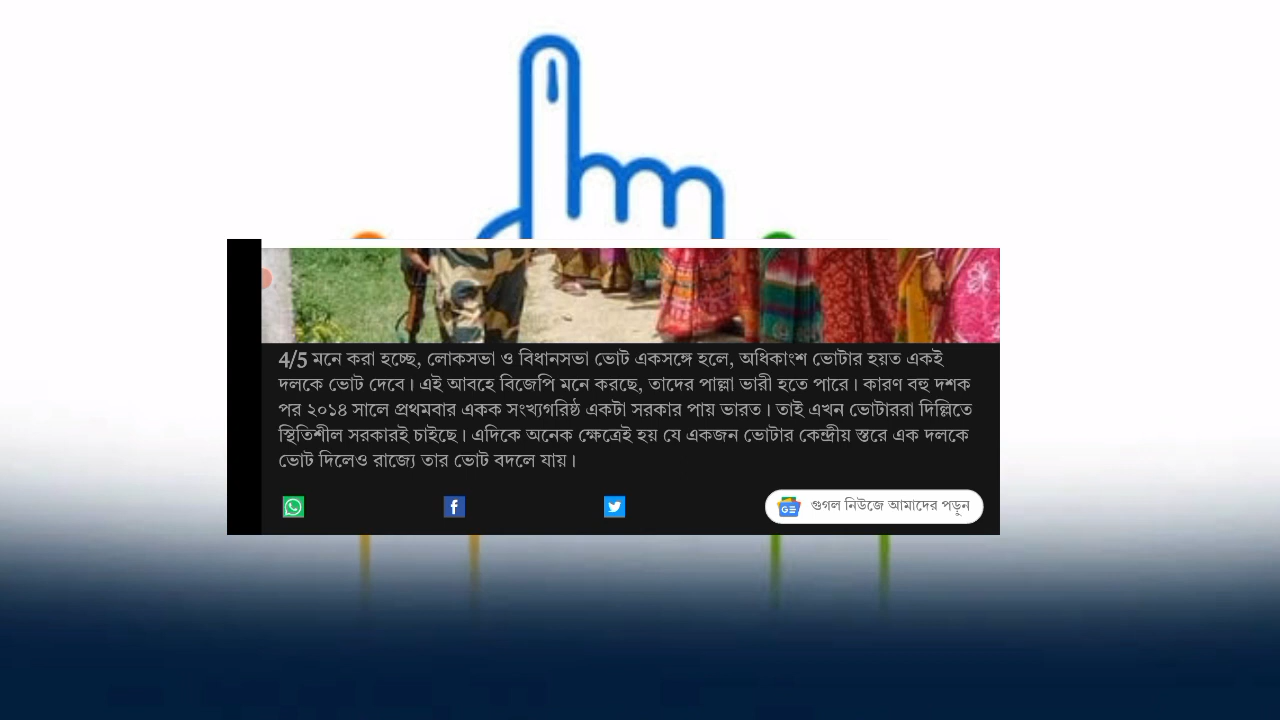 4/5 মনে করা হচ্ছে, লোকসভা ও বিধানসভা ভোট একসঙ্গে হলে, অধিকাংশ ভোটার হয়ত একই
দলকে ভোট দেবে। এই আবহে বিজেপি মনে করছে, তাদের পাল্লা ভারী হতে পারে। কারণ বহু দশক
পর ২০১৪ সালে প্রথমবার একক সংখ্যগরিষ্ঠ একটা সরকার পায় ভারত। তাই এখন ভোটাররা দিল্লিতে
স্থিতিশীল সরকারই চাইছে। এদিকে অনেক ক্ষেত্রেই হয় যে একজন ভোটার কেন্দ্রীয় স্তরে এক দলকে
ভোট দিলেও রাজ্যে তার ভোট বদলে যায়।
গুগল নিউজে আমাদের পড়ুন